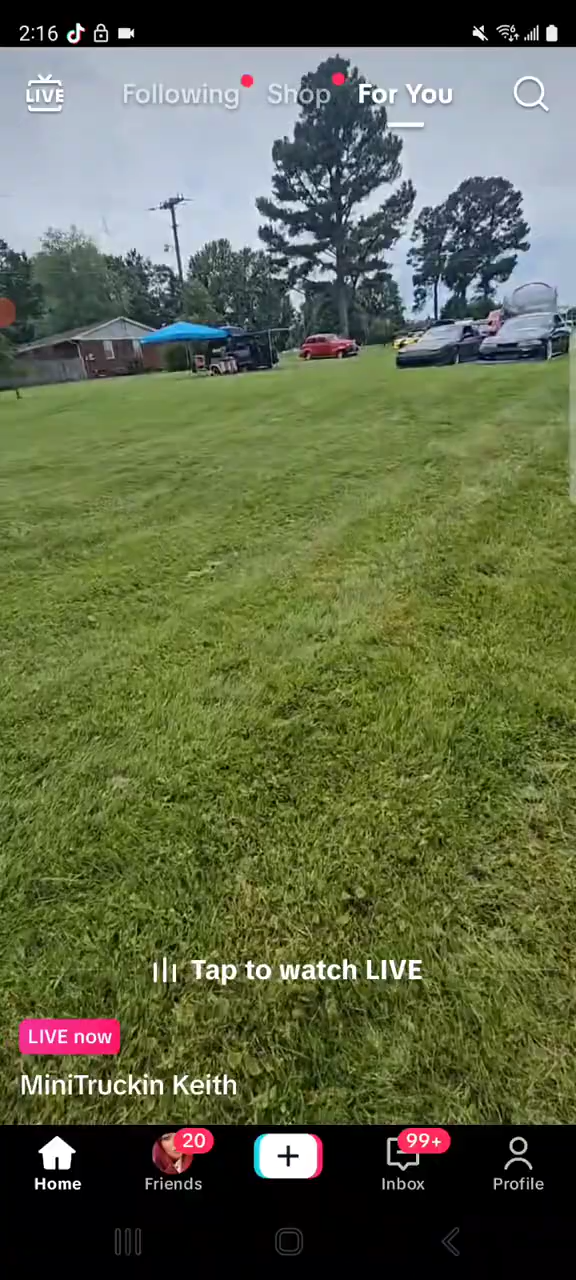 2:16
LIVE
Following
Shop
For You
Tap to watch LIVE
LIVE now
MiniTruckin Keith
20
99+
Home
Friends
Inbox
Profile